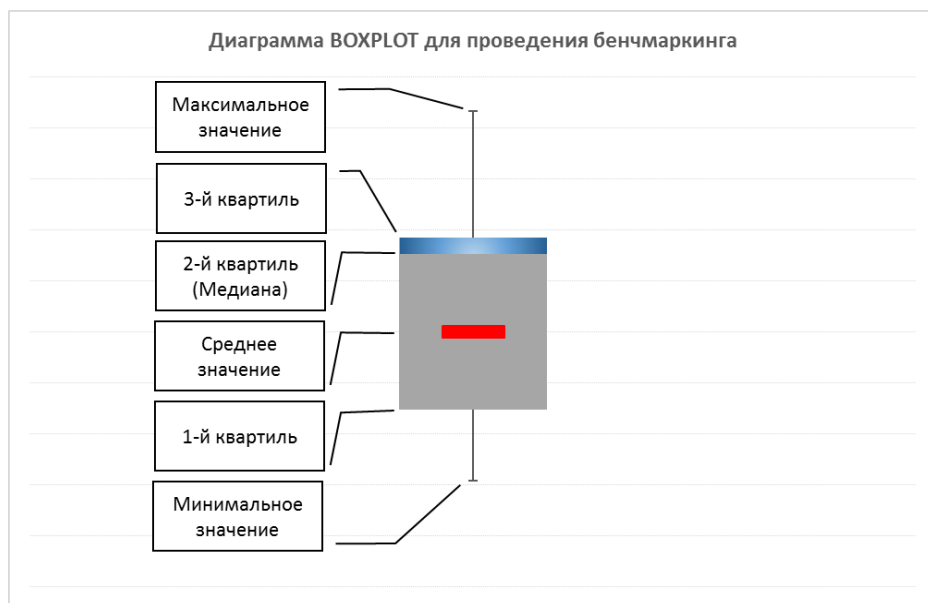 Диаграмма BOXPLOT для проведения бенчмаркинга
Максимальное
значение
3-й квартиль
2-й квартиль
(Медиана)
Среднее
значение
1-й квартиль
Минимальное
значение